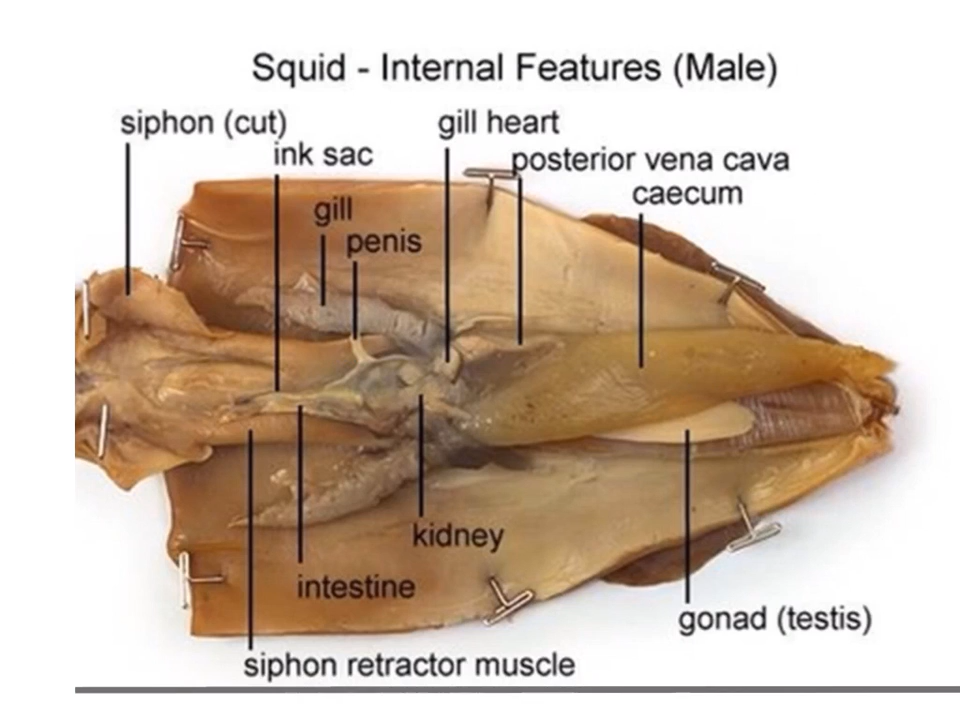 Squid - Internal Features (Male)
siphon (cut)
gill heart
ink sac
posterior vena cava
caecum
gill
penis
kidney
intestine
gonad (testis)
siphon retractor muscle